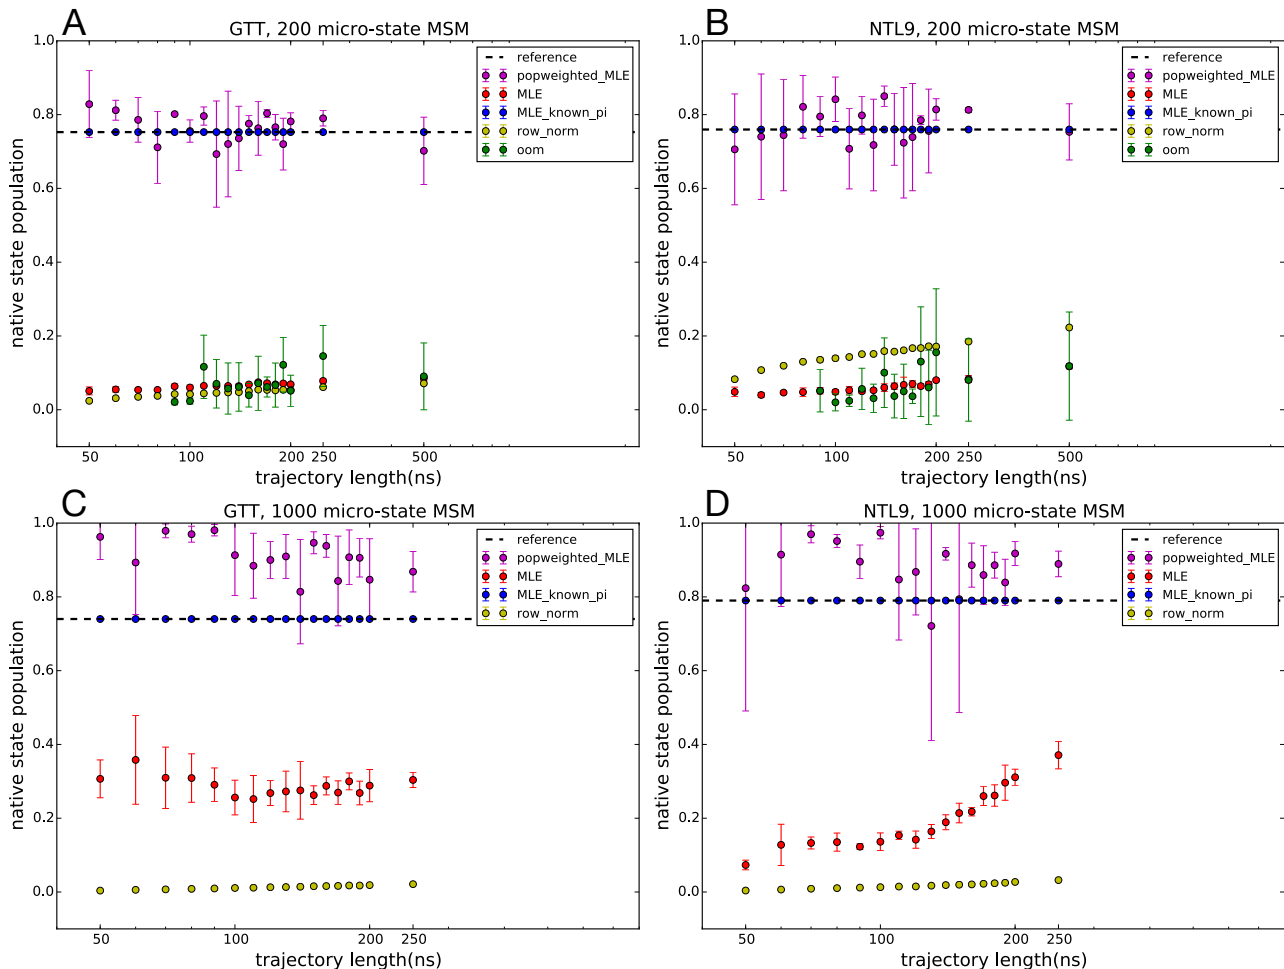 A
GTT, 200 micro-state MSM
1.0
0.8
0.6
0.4
0.2
0.0
native state population
reference
popweighted_MLE
MLE
MLE_known_pi
row_norm
oom
50
100
200
250
500
trajectory length(ns)
B
NTL9, 200 micro-state MSM
1.0
0.8
0.6
0.4
0.2
0.0
native state population
reference
popweighted_MLE
MLE
MLE_known_pi
row_norm
oom
50
100
200
250
500
trajectory length(ns)
C
GTT, 1000 micro-state MSM
1.0
0.8
0.6
0.4
0.2
0.0
native state population
reference
popweighted_MLE
MLE
MLE_known_pi
row_norm
50
100
200
250
trajectory length(ns)
D
NTL9, 1000 micro-state MSM
1.0
0.8
0.6
0.4
0.2
0.0
native state population
reference
popweighted_MLE
MLE
MLE_known_pi
row_norm
50
100
200
250
trajectory length(ns)